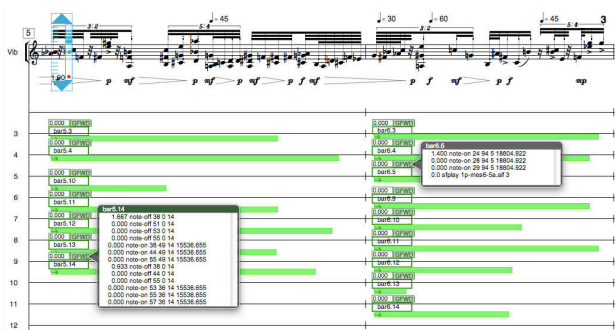 ♩=45 ♩=30 ♩=60 ♩=45
3:2 5:4 3:2 5:4 3
5
Vib
1.90
p mf p mf p p f mf p f mp
3
0.000 GFWD
bar5.3
4
bar5.4
5
0.000 GFWD
bar5.10
6
0.000 GFWD
bar5.11
7
0.000 GFWD
bar5.12
8
0.000 GFWD
bar5.13
9
0.000 GFWD
bar5.14
10
11
12
bar5.14
1.667 note-off 38 0 14
0.000 note-off 51 0 14
0.000 note-off 53 0 14
0.000 note-off 55 0 14
0.000 note-on 38 49 14 15536.655
0.000 note-on 44 49 14 15536.655
0.000 note-on 55 49 14 15536.655
0.933 note-off 38 0 14
0.000 note-off 44 0 14
0.000 note-off 55 0 14
0.000 note-on 53 36 14 15536.655
0.000 note-on 55 36 14 15536.655
0.000 note-on 57 36 14 15536.655
0.000 GFWD
bar6.3
0.000 GFWD
bar6.4
0.000 GFWD
bar6.5
0.000 GFWD
bar6.9
0.000 GFWD
bar6.10
0.000 GFWD
bar6.11
0.000 GFWD
bar6.12
0.000 GFWD
bar6.13
0.000 GFWD
bar6.14
bar6.5
1.400 note-on 24 94 5 18804.922
0.000 note-on 28 94 5 18804.922
0.000 note-on 29 94 5 18804.922
0.0 sfplay 1p-mes6-5a.aif 3